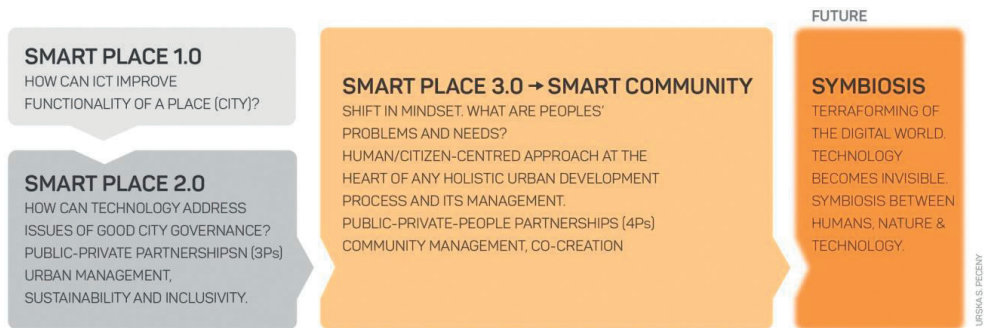 SMART PLACE 1.0
HOW CAN ICT IMPROVE
FUNCTIONALITY OF A PLACE (CITY)?
SMART PLACE 2.0
HOW CAN TECHNOLOGY ADDRESS
ISSUES OF GOOD CITY GOVERNANCE?
PUBLIC-PRIVATE PARTNERSHIPSN (3Ps)
URBAN MANAGEMENT,
SUSTAINABILITY AND INCLUSIVITY.
SMART PLACE 3.0 → SMART COMMUNITY
SHIFT IN MINDSET. WHAT ARE PEOPLES'
PROBLEMS AND NEEDS?
HUMAN/CITIZEN-CENTRED APPROACH AT THE
HEART OF ANY HOLISTIC URBAN DEVELOPMENT
PROCESS AND ITS MANAGEMENT.
PUBLIC-PRIVATE-PEOPLE PARTNERSHIPS (4Ps)
COMMUNITY MANAGEMENT, CO-CREATION
FUTURE
SYMBIOSIS
TERRAFORMING OF
THE DIGITAL WORLD.
TECHNOLOGY
BECOMES INVISIBLE.
SYMBIOSIS BETWEEN
HUMANS, NATURE &
TECHNOLOGY.
URSKA S. PECENY